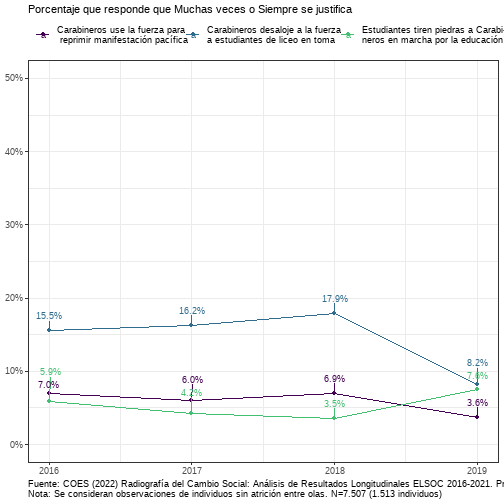 Porcentaje que responde que Muchas veces o Siempre se justifica
Carabineros use la fuerza para
reprimir manifestación pacífica
Carabineros desaloje a la fuerza
a estudiantes de liceo en toma
Estudiantes tiren piedras a Carabi
neros en marcha por la educación
50%
40%
30%
20%
10%
0%
15.5%
16.2%
17.9%
8.2%
5.9%
4.2%
3.5%
7.0%
6.0%
6.9%
3.6%
2016
2017
2018
2019
Fuente: COES (2022) Radiografía del Cambio Social: Análisis de Resultados Longitudinales ELSOC 2016-2021. Pr
Nota: Se consideran observaciones de individuos sin atrición entre olas. N=7.507 (1.513 individuos)